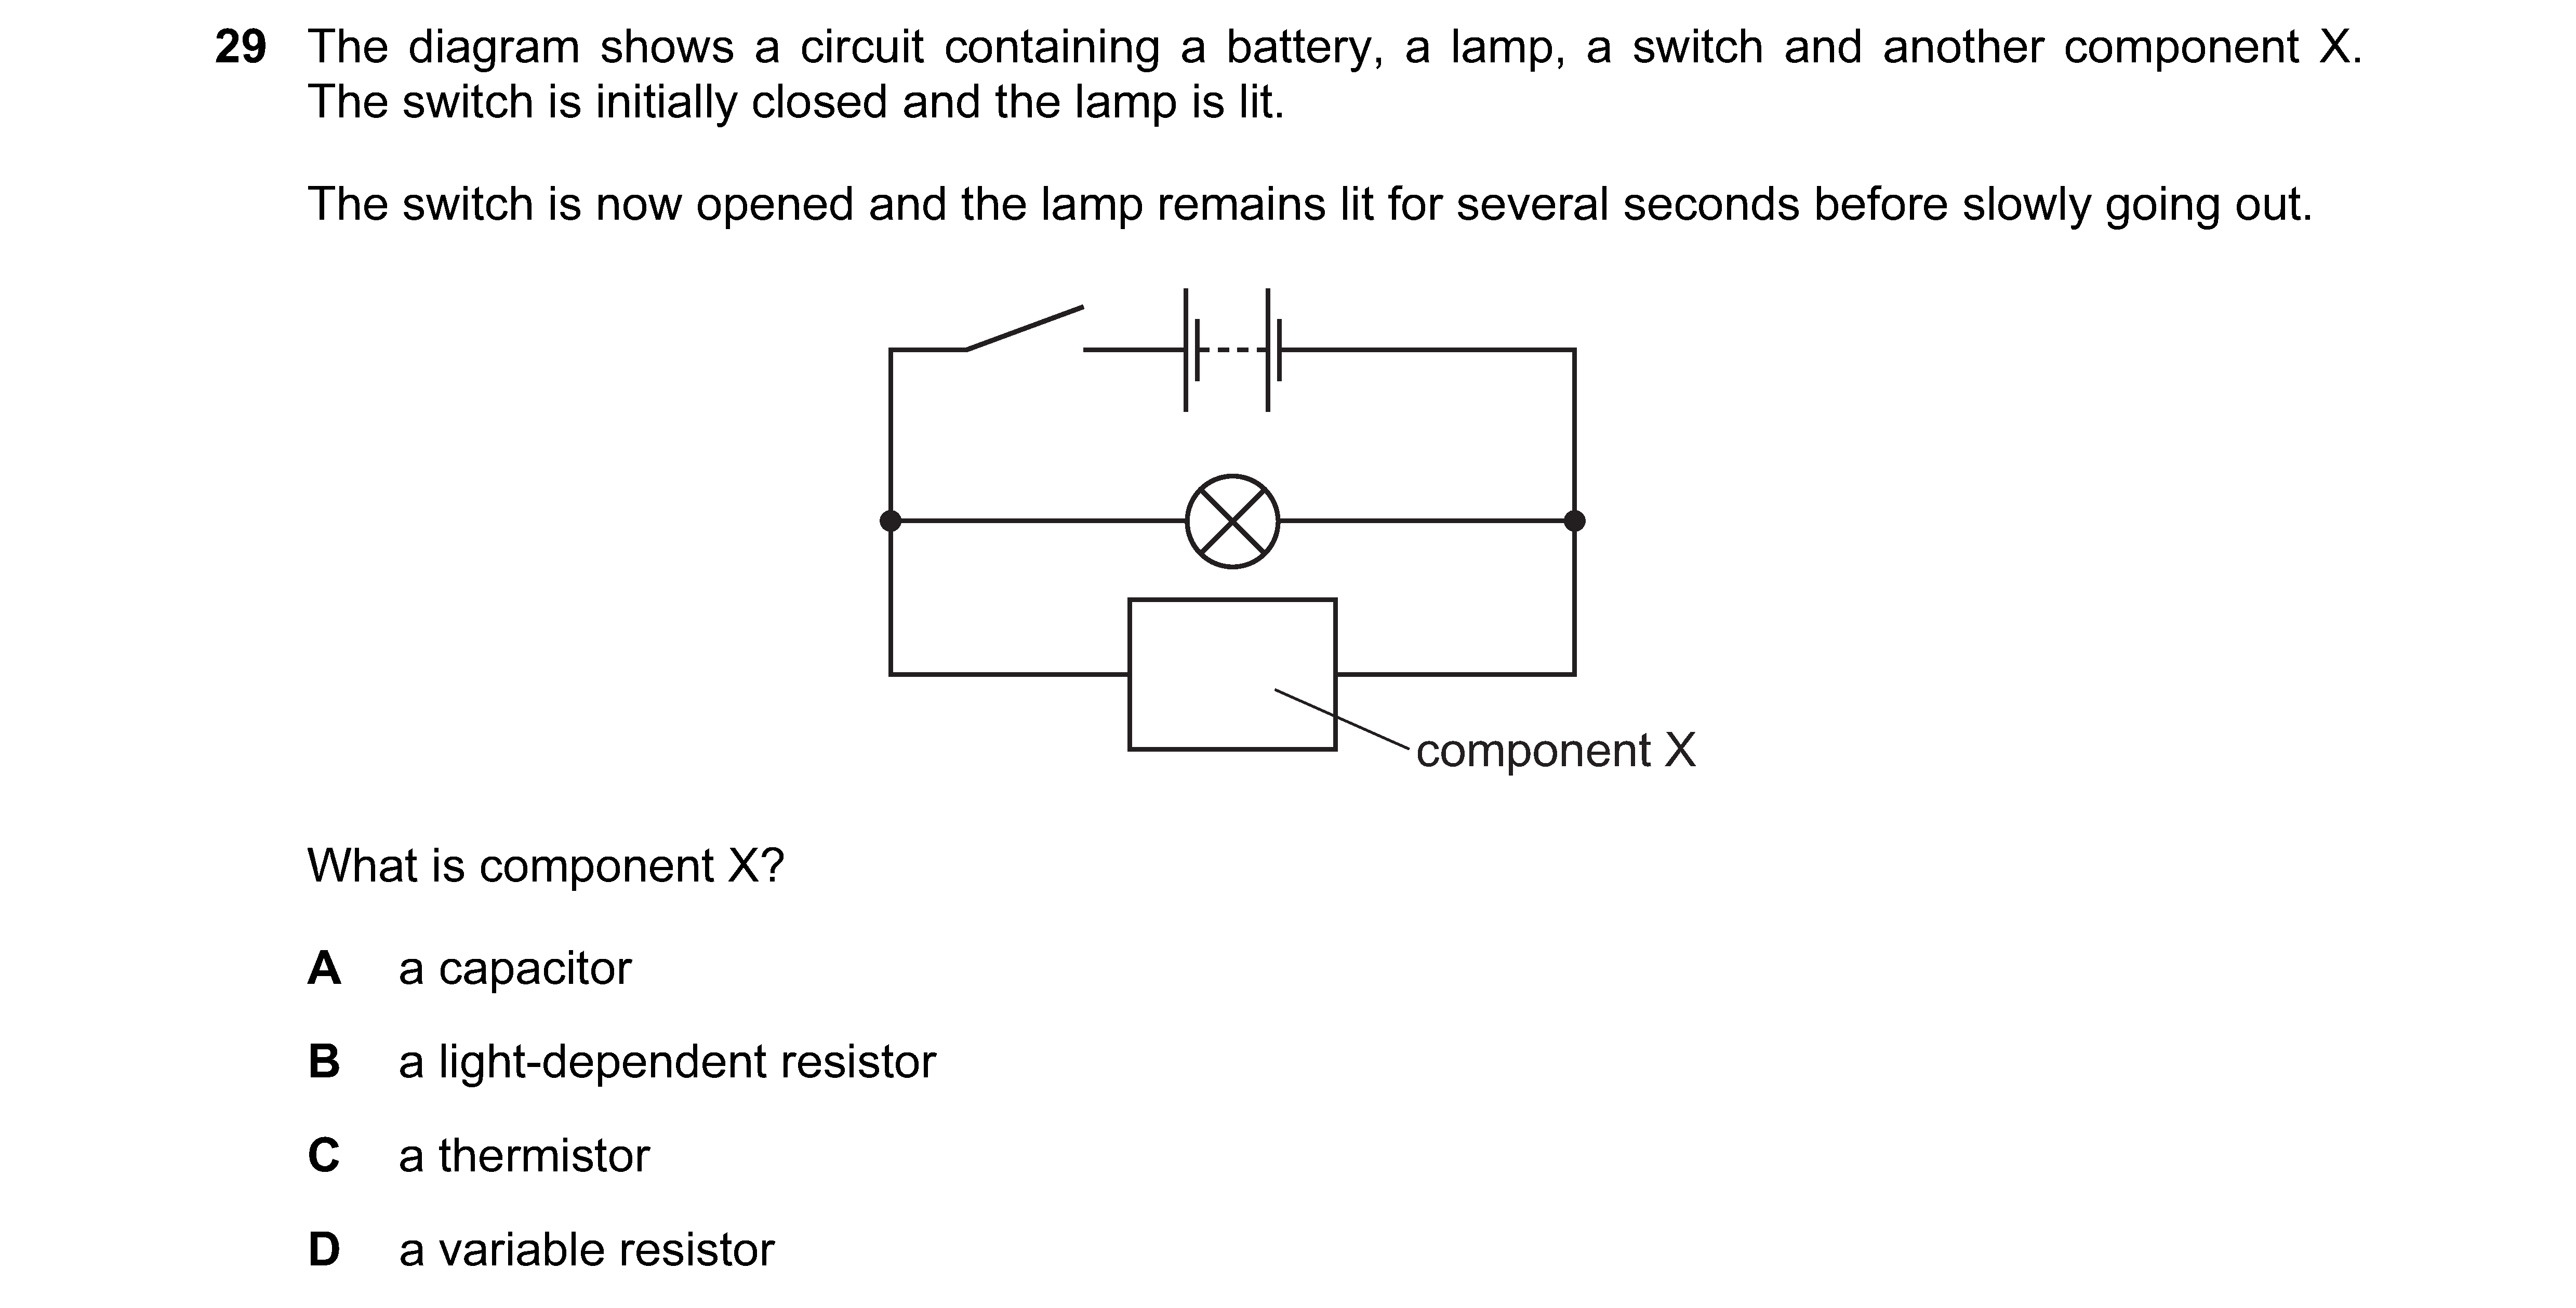 29 The diagram shows a circuit containing a battery, a lamp, a switch and another component X.
The switch is initially closed and the lamp is lit.
The switch is now opened and the lamp remains lit for several seconds before slowly going out.
component X
What is component X?
A a capacitor
B a light-dependent resistor
C a thermistor
D a variable resistor